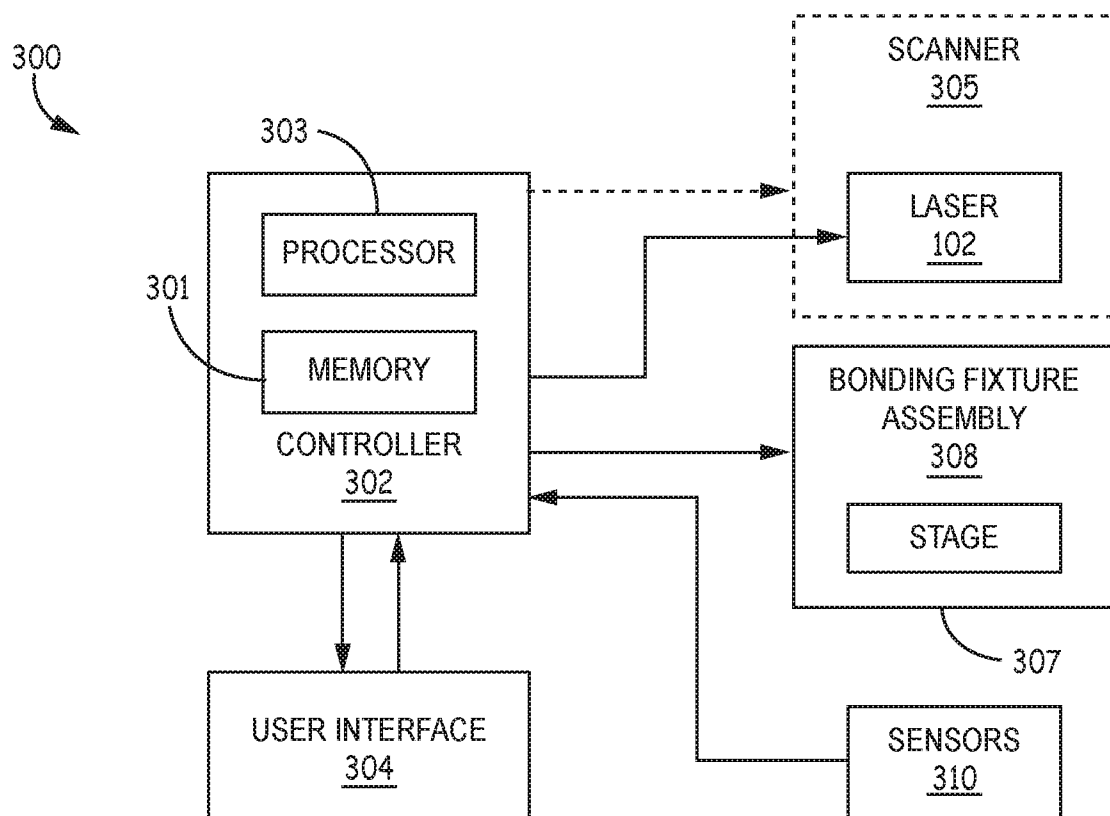 300
SCANNER
305
303
LASER
102
PROCESSOR
301
MEMORY
CONTROLLER
302
BONDING FIXTURE
ASSEMBLY
308
STAGE
307
USER INTERFACE
304
SENSORS
310